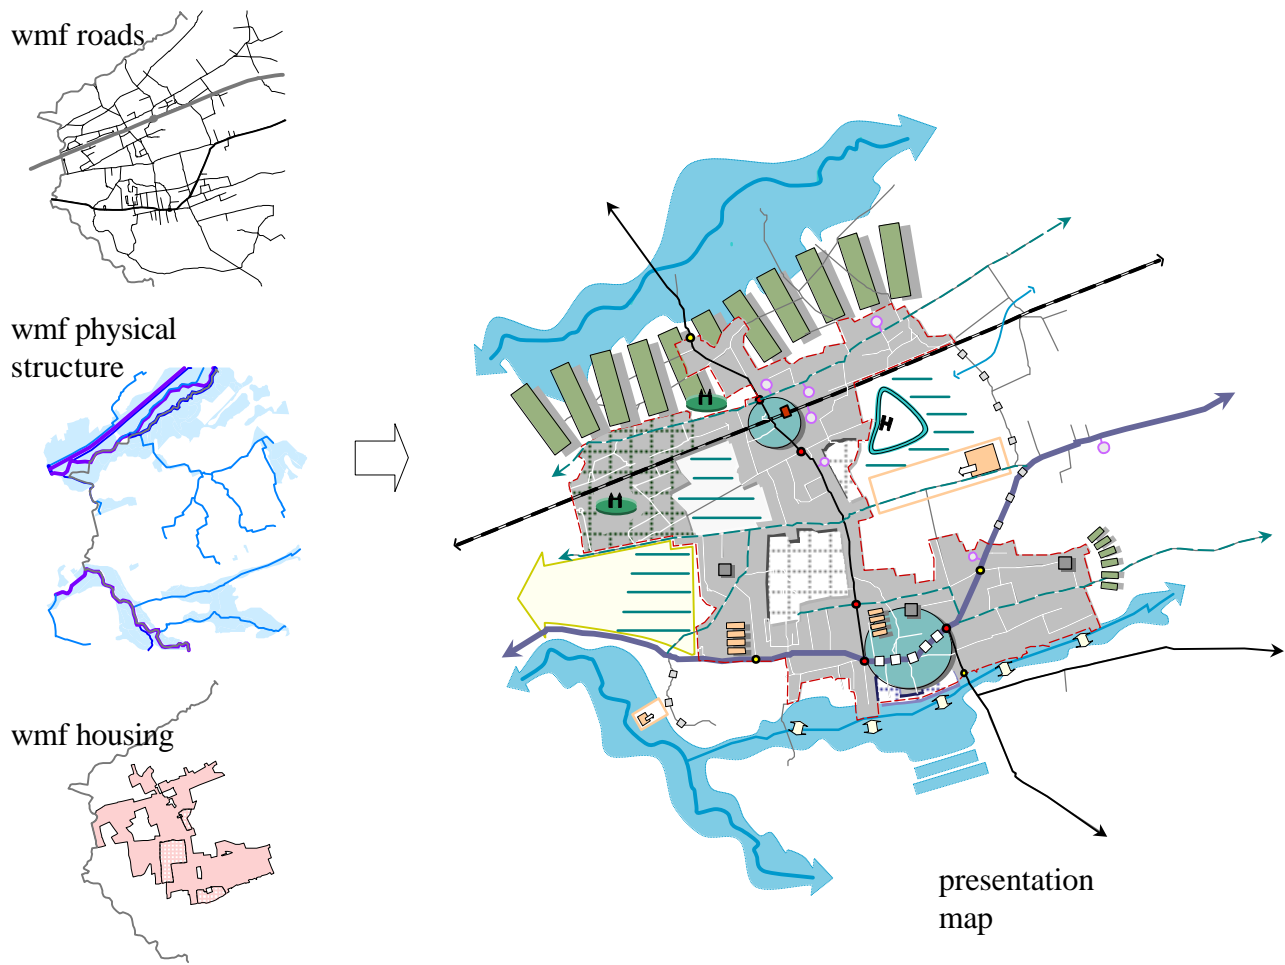 wmf roads
wmf physical
structure
wmf housing
presentation
map
H
H
H